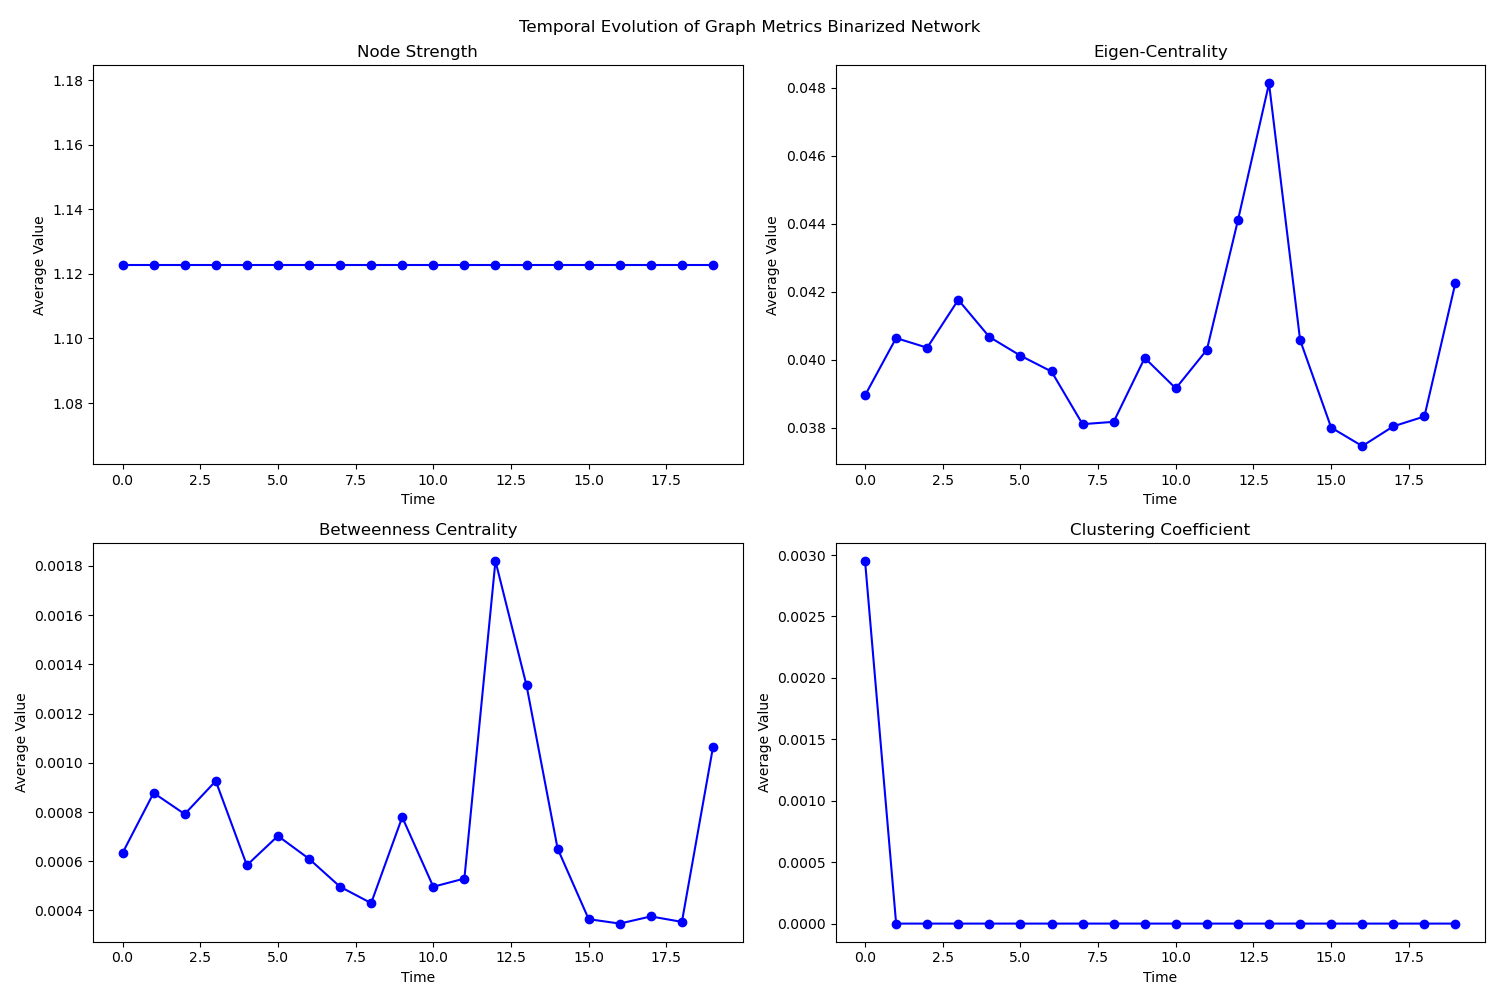 Temporal Evolution of Graph Metrics Binarized Network
Node Strength
Average Value
1.18
1.16
1.14
1.12
1.10
1.08
0.0 2.5 5.0 7.5 10.0 12.5 15.0 17.5
Time
Eigen-Centrality
Average Value
0.048
0.046
0.044
0.042
0.040
0.038
0.0 2.5 5.0 7.5 10.0 12.5 15.0 17.5
Time
Betweenness Centrality
Average Value
0.0018
0.0016
0.0014
0.0012
0.0010
0.0008
0.0006
0.0004
0.0 2.5 5.0 7.5 10.0 12.5 15.0 17.5
Time
Clustering Coefficient
Average Value
0.0030
0.0025
0.0020
0.0015
0.0010
0.0005
0.0000
0.0 2.5 5.0 7.5 10.0 12.5 15.0 17.5
Time